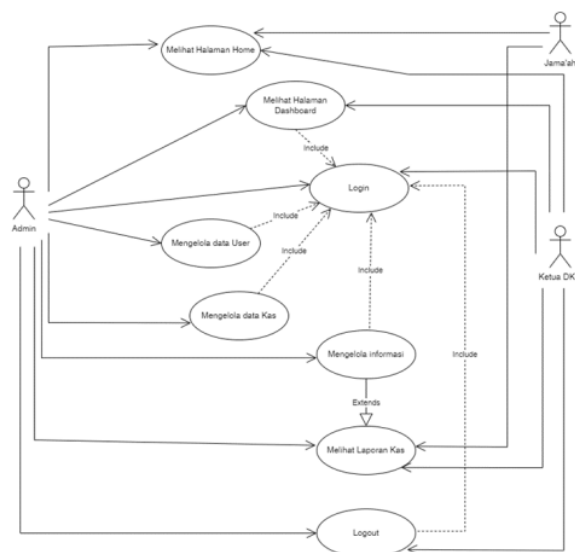 Melihat Halaman Home
Jama'ah
Melihat Halaman
Dashboard
Include
Login
Admin
Include
Include
Mengelola data User
Include
Ketua DK
Mengelola data Kas
Include
Mengelola informasi
Extends
Melihat Laporan Kas
Logout